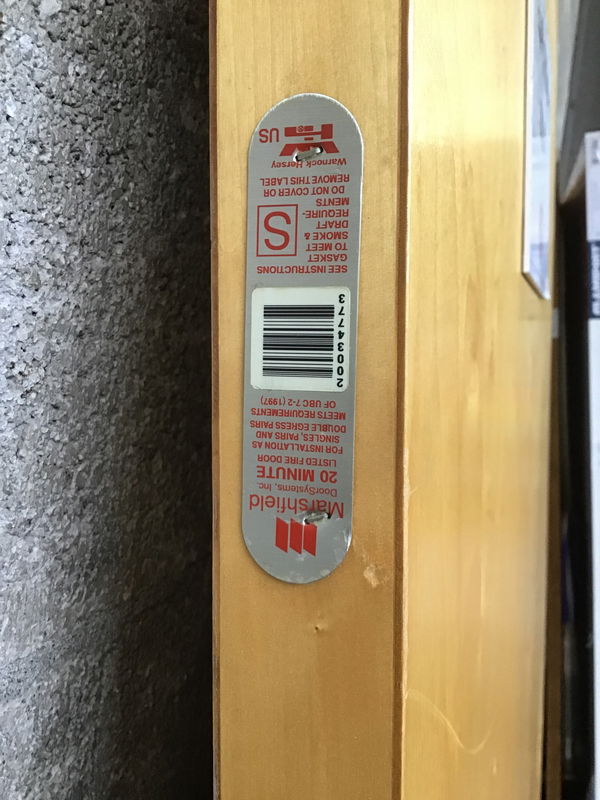 Marshfield
DoorSystems, Inc.
20 MINUTE
LISTED FIRE DOOR
FOR INSTALLATION AS
SINGLES, PAIRS AND
DOUBLE EGRESS PAIRS
MEETS REQUIREMENTS
OF UBC 7-2 (1997)
20034773
SEE INSTRUCTIONS
GASKET
TO MEET
SMOKE &
DRAFT
REQUIRE-
MENTS
S
DO NOT COVER OR
REMOVE THIS LABEL
Warnock Hersey
US